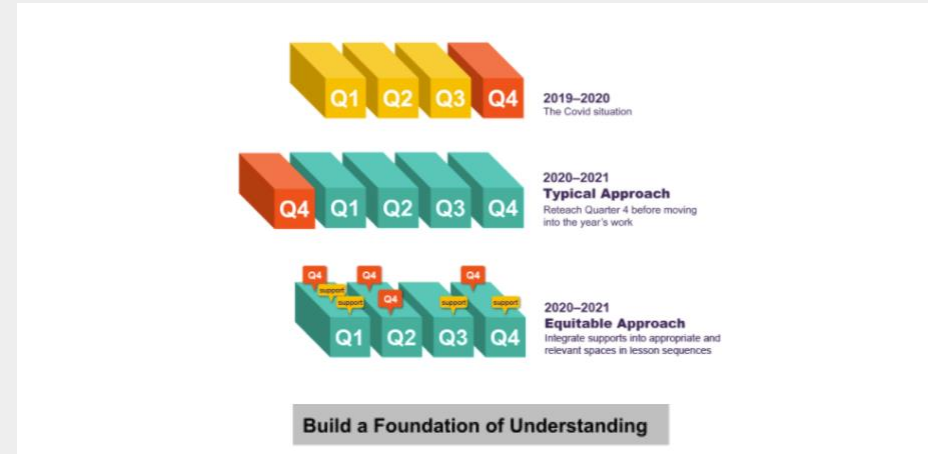 Q1 Q2 Q3 Q4
2019–2020
The Covid situation
Q4 Q1 Q2 Q3 Q4
2020–2021
Typical Approach
Reteach Quarter 4 before moving
into the year's work
Q4 Q4 Q4
support
support Q4 support support
Q1 Q2 Q3 Q4
2020–2021
Equitable Approach
Integrate supports into appropriate and
relevant spaces in lesson sequences
Build a Foundation of Understanding